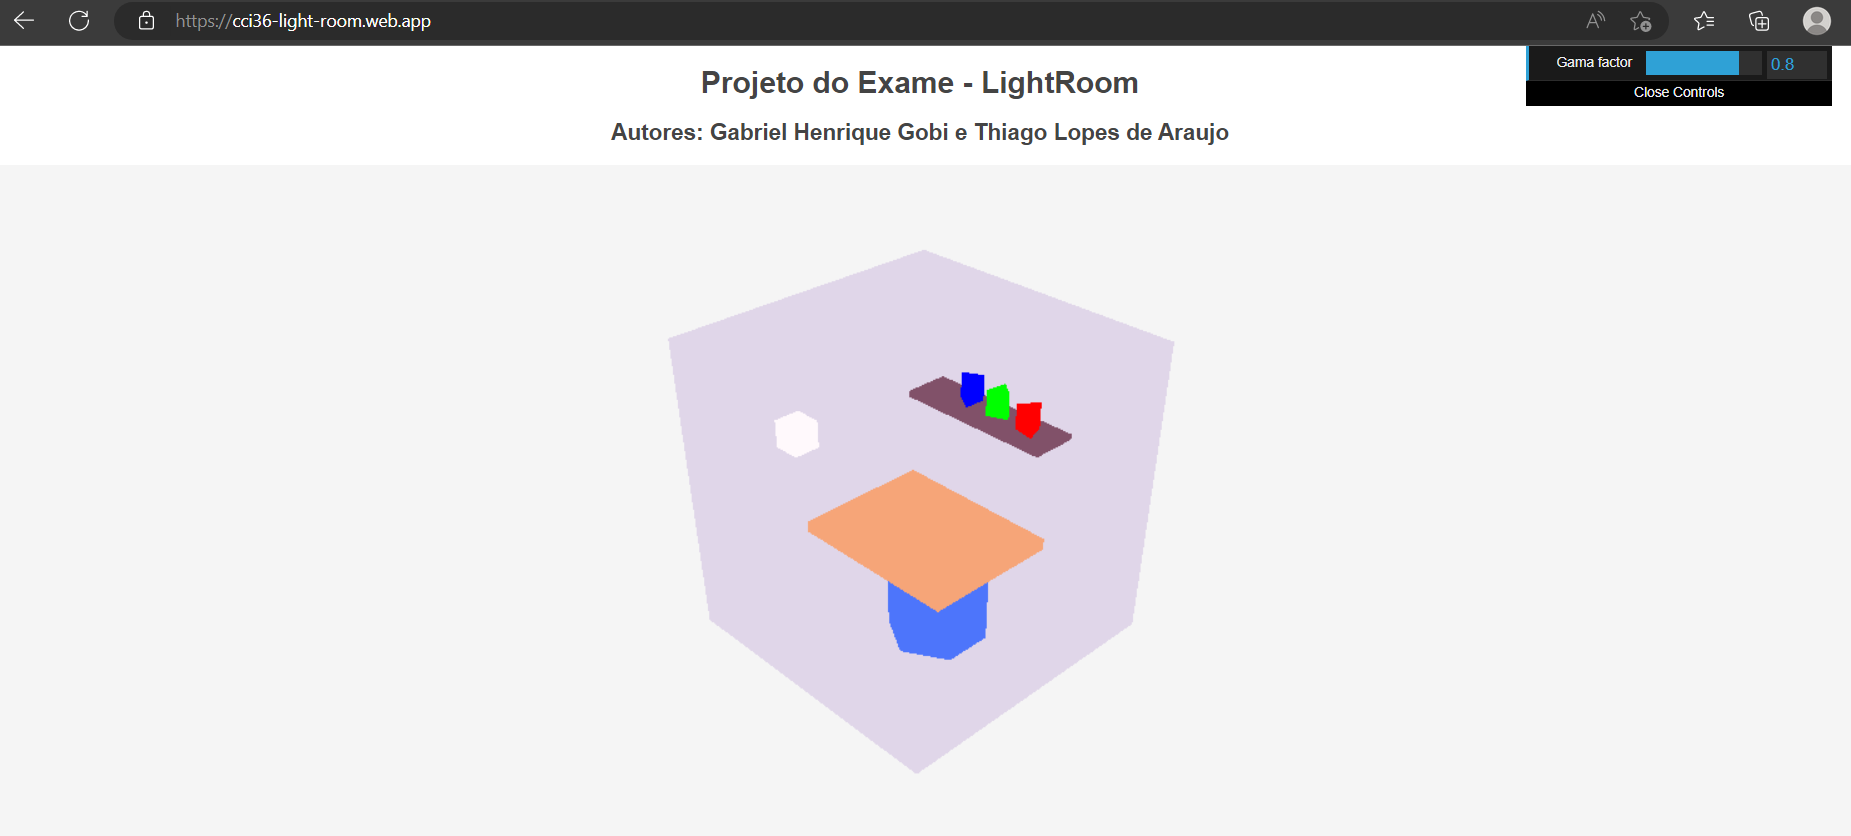 https://cci36-light-room.web.app
Projeto do Exame - LightRoom
Autores: Gabriel Henrique Gobi e Thiago Lopes de Araujo
Gama factor 0.8
Close Controls